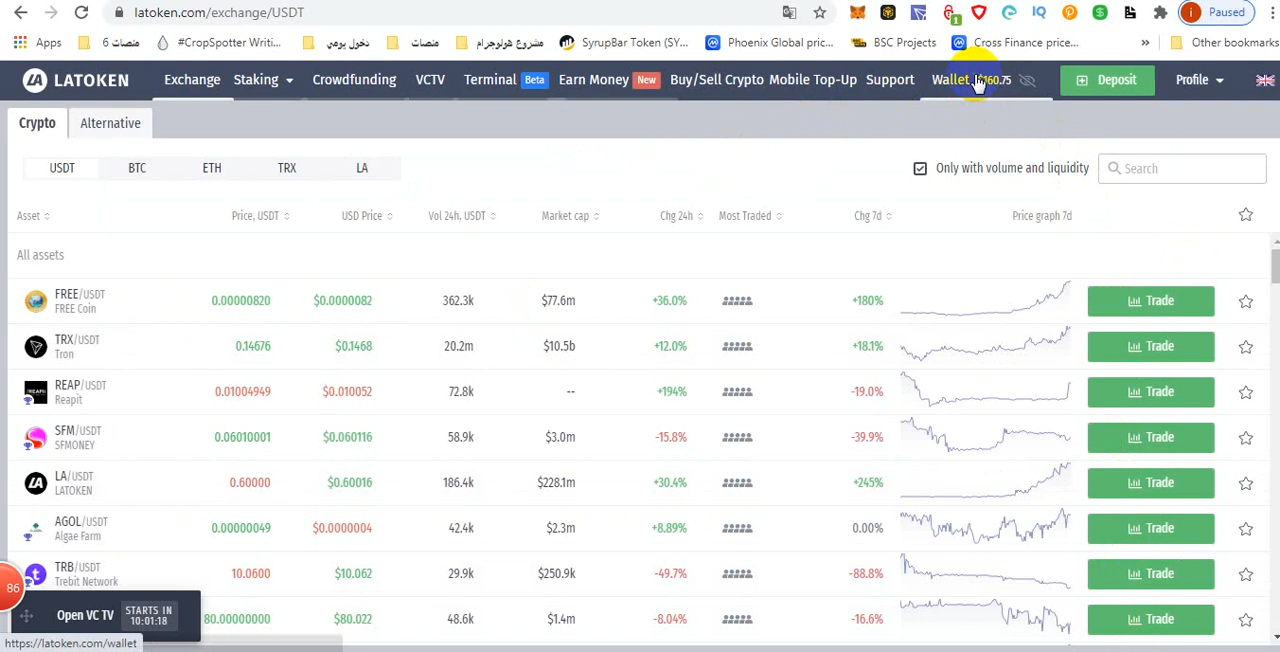 latoken.com/exchange/USDT
1
i Paused
Apps
منصات 6
#CropSpotter Writi...
دخول يومي
منصات
مشروع هولوجرام
SyrupBar Token (SY...
Phoenix Global pric...
BSC Projects
Cross Finance price...
»
Other bookmarks
LA LATOKEN
Exchange
Staking
Crowdfunding
VCTV
Terminal Beta
Earn Money New
Buy/Sell Crypto
Mobile Top-Up
Support
Wallet 160.75
Deposit
Profile
Crypto
Alternative
USDT
BTC
ETH
TRX
LA
Only with volume and liquidity
Search
Asset
Price, USDT
USD Price
Vol 24h, USDT
Market cap
Chg 24h
Most Traded
Chg 7d
Price graph 7d
All assets
FREE/USDT
FREE Coin
0.00000820 $0.0000082 362.3k $77.6m +36.0% +180% Trade
TRX/USDT
Tron
0.14676 $0.1468 20.2m $10.5b +12.0% +18.1% Trade
REAP/USDT
Reapit
0.01004949 $0.010052 72.8k -- +194% -19.0% Trade
SFM/USDT
SFMONEY
0.06010001 $0.060116 58.9k $3.0m -15.8% -39.9% Trade
LA/USDT
LATOKEN
0.60000 $0.60016 186.4k $228.1m +30.4% +245% Trade
AGOL/USDT
Algae Farm
0.00000049 $0.0000004 42.4k $2.3m +8.89% 0.00% Trade
TRB/USDT
Trebit Network
10.0600 $10.062 29.9k $250.9k -49.7% -88.8% Trade
86
Open VC TV
STARTS IN
10:01:18
80.00000000 $80.022 48.6k $1.4m -8.04% -16.6% Trade
https://latoken.com/wallet